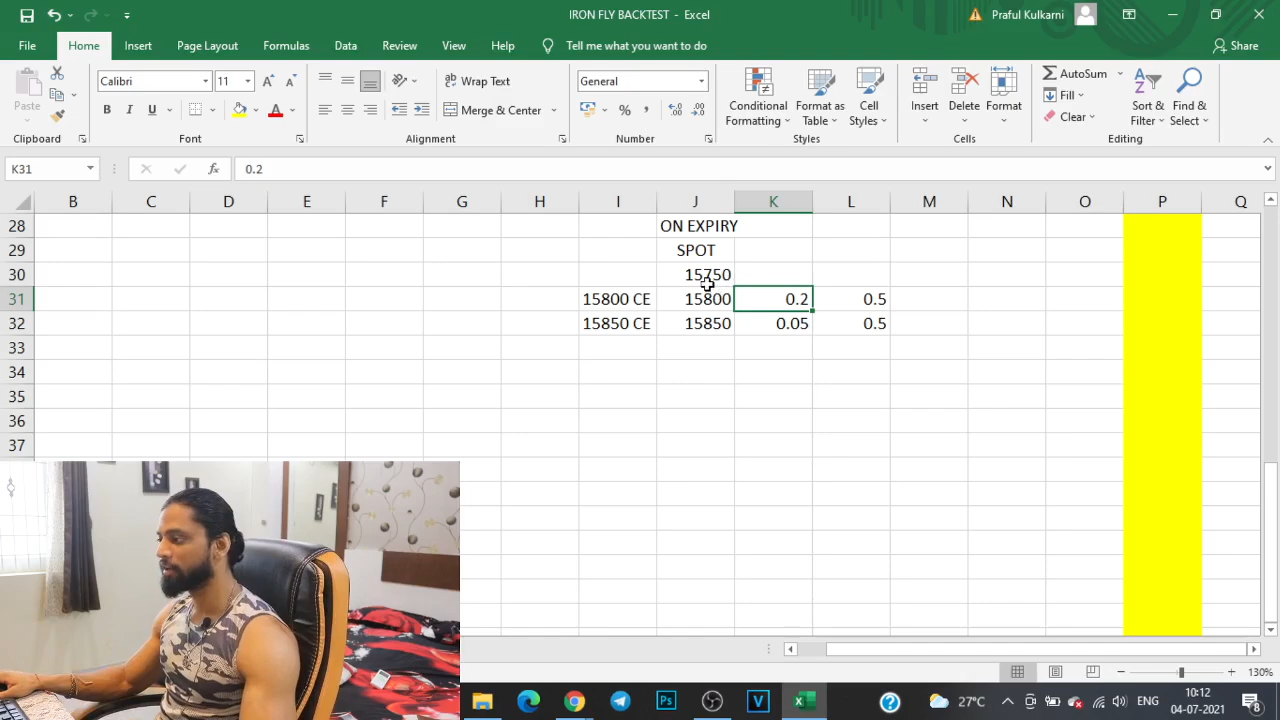 IRON FLY BACKTEST - Excel
Praful Kulkarni
File Home Insert Page Layout Formulas Data Review View Help Tell me what you want to do Share
Paste
Calibri 11
B I U A
ab Wrap Text
Merge & Center
General
% ,
Conditional Formatting
Format as Table
Cell Styles
Insert Delete Format
AutoSum
Fill
Clear
Sort & Filter
Find & Select
Clipboard Font Alignment Number Styles Cells Editing
K31 fx 0.2
B C D E F G H I J K L M N O P Q
28 ON EXPIRY
29 SPOT
30 15750
31 15800 CE 15800 0.2 0.5
32 15850 CE 15850 0.05 0.5
33
34
35
36
37
130%
27°C ENG 10:12
04-07-2021 8